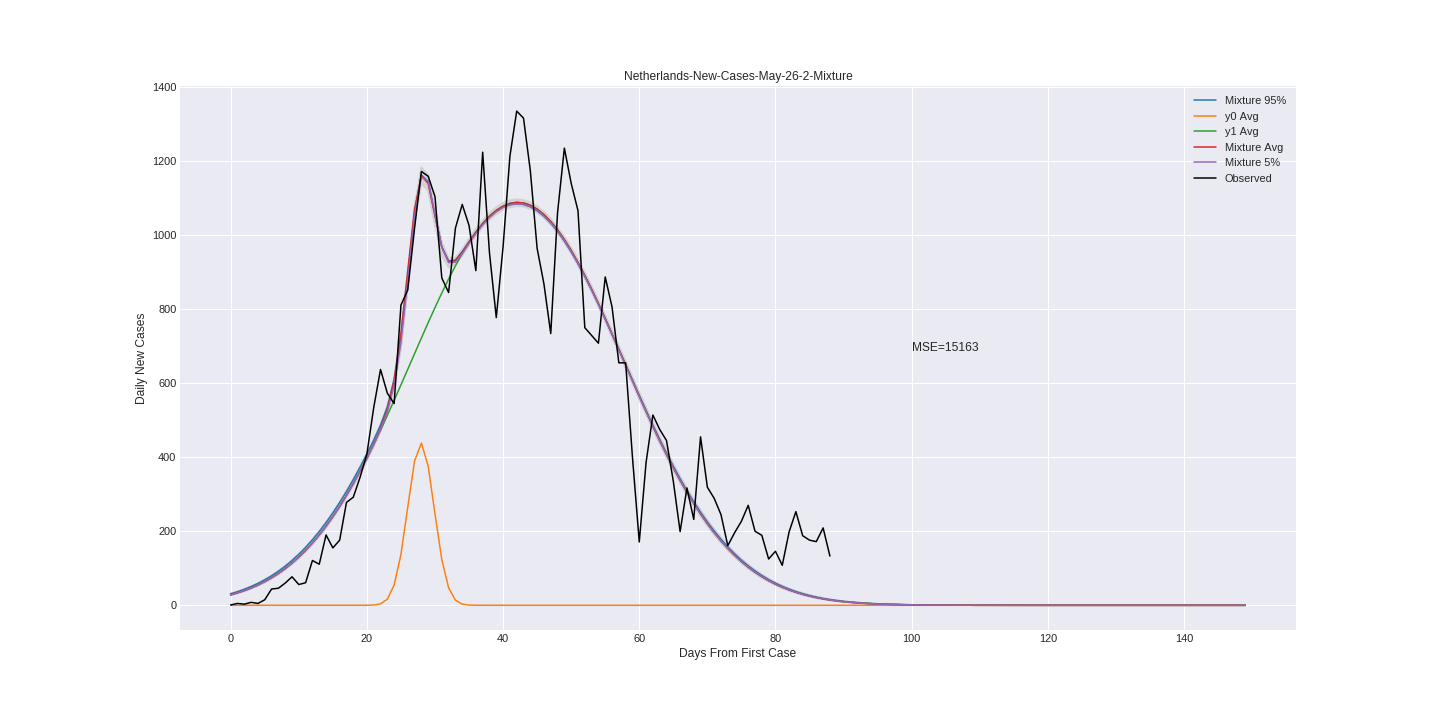 Netherlands-New-Cases-May-26-2-Mixture
1400
1200
1000
800
600
400
200
0
Daily New Cases
Mixture 95%
y0 Avg
y1 Avg
Mixture Avg
Mixture 5%
Observed
MSE=15163
0 20 40 60 80 100 120 140
Days From First Case